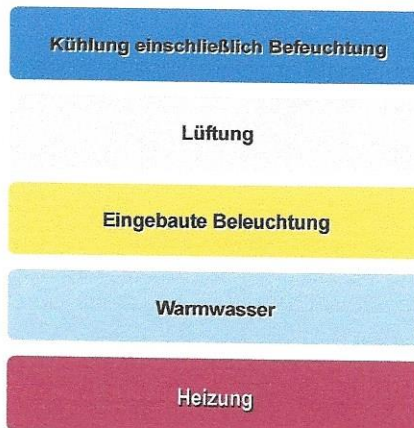 Kühlung einschließlich Befeuchtung
Lüftung
Eingebaute Beleuchtung
Warmwasser
Heizung